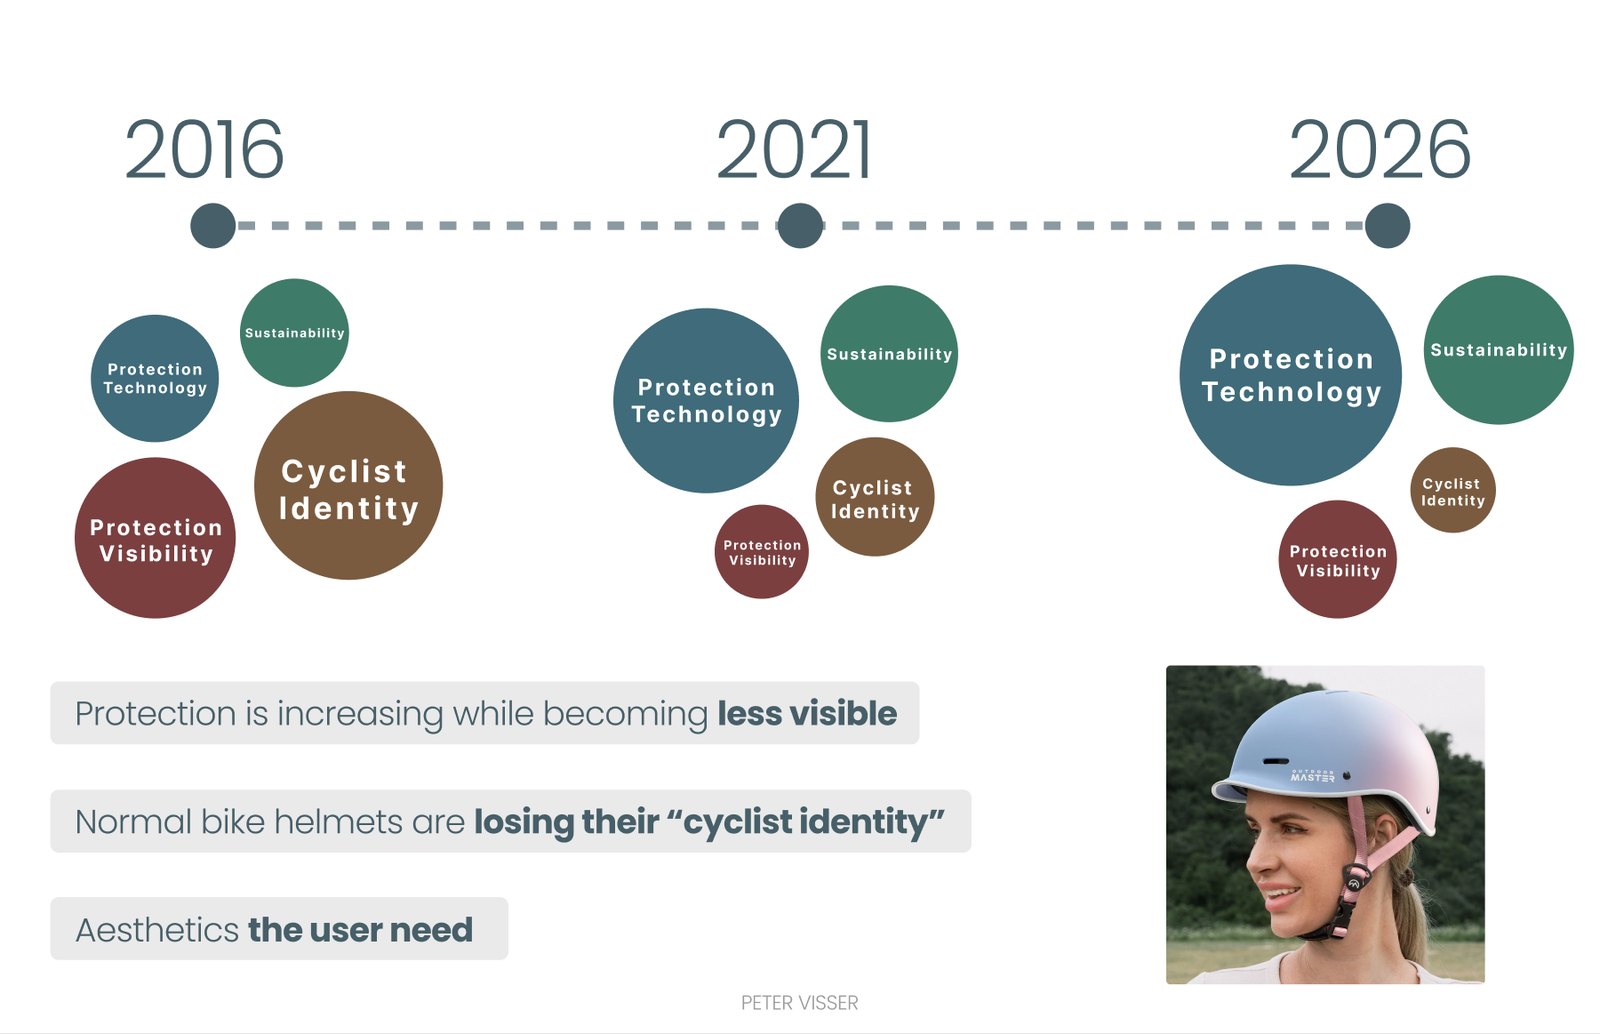 2016
2021
2026
Protection
Technology
Sustainability
Protection
Visibility
Cyclist
Identity
Protection
Technology
Sustainability
Cyclist
Identity
Protection
Visibility
Protection
Technology
Sustainability
Cyclist
Identity
Protection
Visibility
Protection is increasing while becoming less visible
Normal bike helmets are losing their “cyclist identity”
Aesthetics the user need
OUTDOOR
MASTER
PETER VISSER